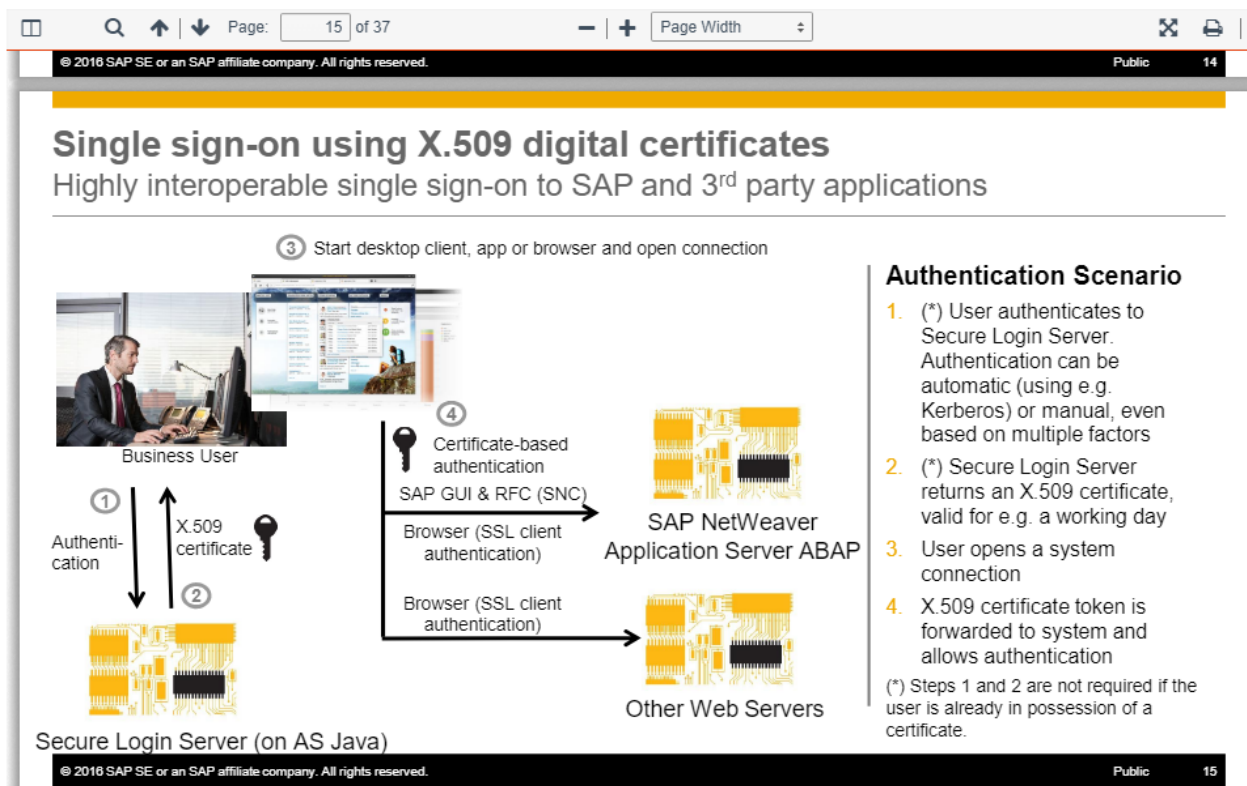 Page: 15 of 37 Page Width
© 2016 SAP SE or an SAP affiliate company. All rights reserved. Public 14
Single sign-on using X.509 digital certificates
Highly interoperable single sign-on to SAP and 3rd party applications
3 Start desktop client, app or browser and open connection
Business User
1
Authenti-
cation
X.509
certificate
2
Secure Login Server (on AS Java)
4
Certificate-based
authentication
SAP GUI & RFC (SNC)
Browser (SSL client
authentication)
SAP NetWeaver
Application Server ABAP
Browser (SSL client
authentication)
Other Web Servers
Authentication Scenario
1. (*) User authenticates to
Secure Login Server.
Authentication can be
automatic (using e.g.
Kerberos) or manual, even
based on multiple factors
2. (*) Secure Login Server
returns an X.509 certificate,
valid for e.g. a working day
3. User opens a system
connection
4. X.509 certificate token is
forwarded to system and
allows authentication
(*) Steps 1 and 2 are not required if the
user is already in possession of a
certificate.
© 2016 SAP SE or an SAP affiliate company. All rights reserved. Public 15